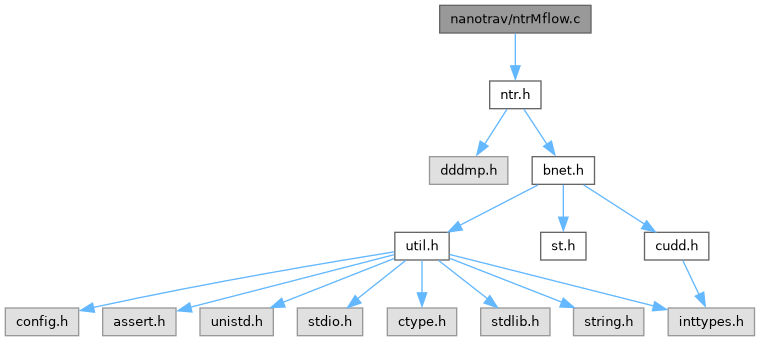 nanotrav/ntrMflow.c
ntr.h
dddmp.h
bnet.h
util.h
st.h
cudd.h
config.h
assert.h
unistd.h
stdio.h
ctype.h
stdlib.h
string.h
inttypes.h